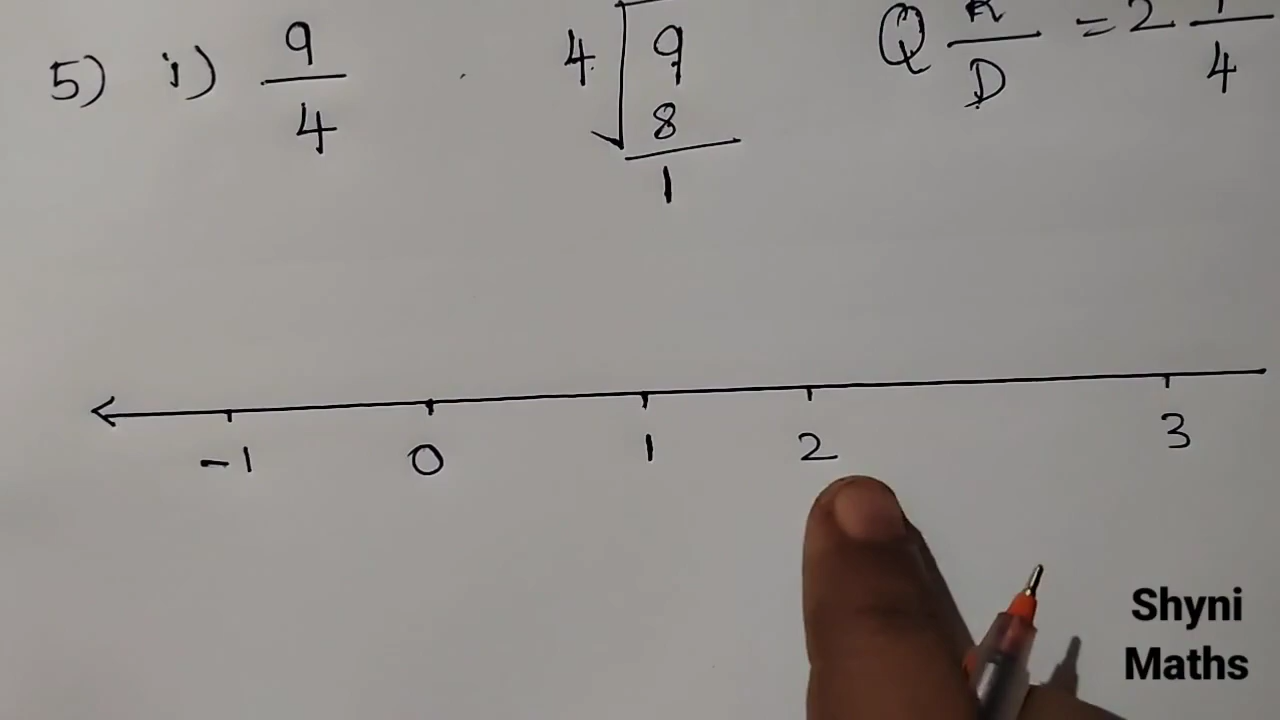 5) i) 9/4
4 9
8
1
Q R/D = 2 1/4
-1 0 1 2 3
Shyni
Maths